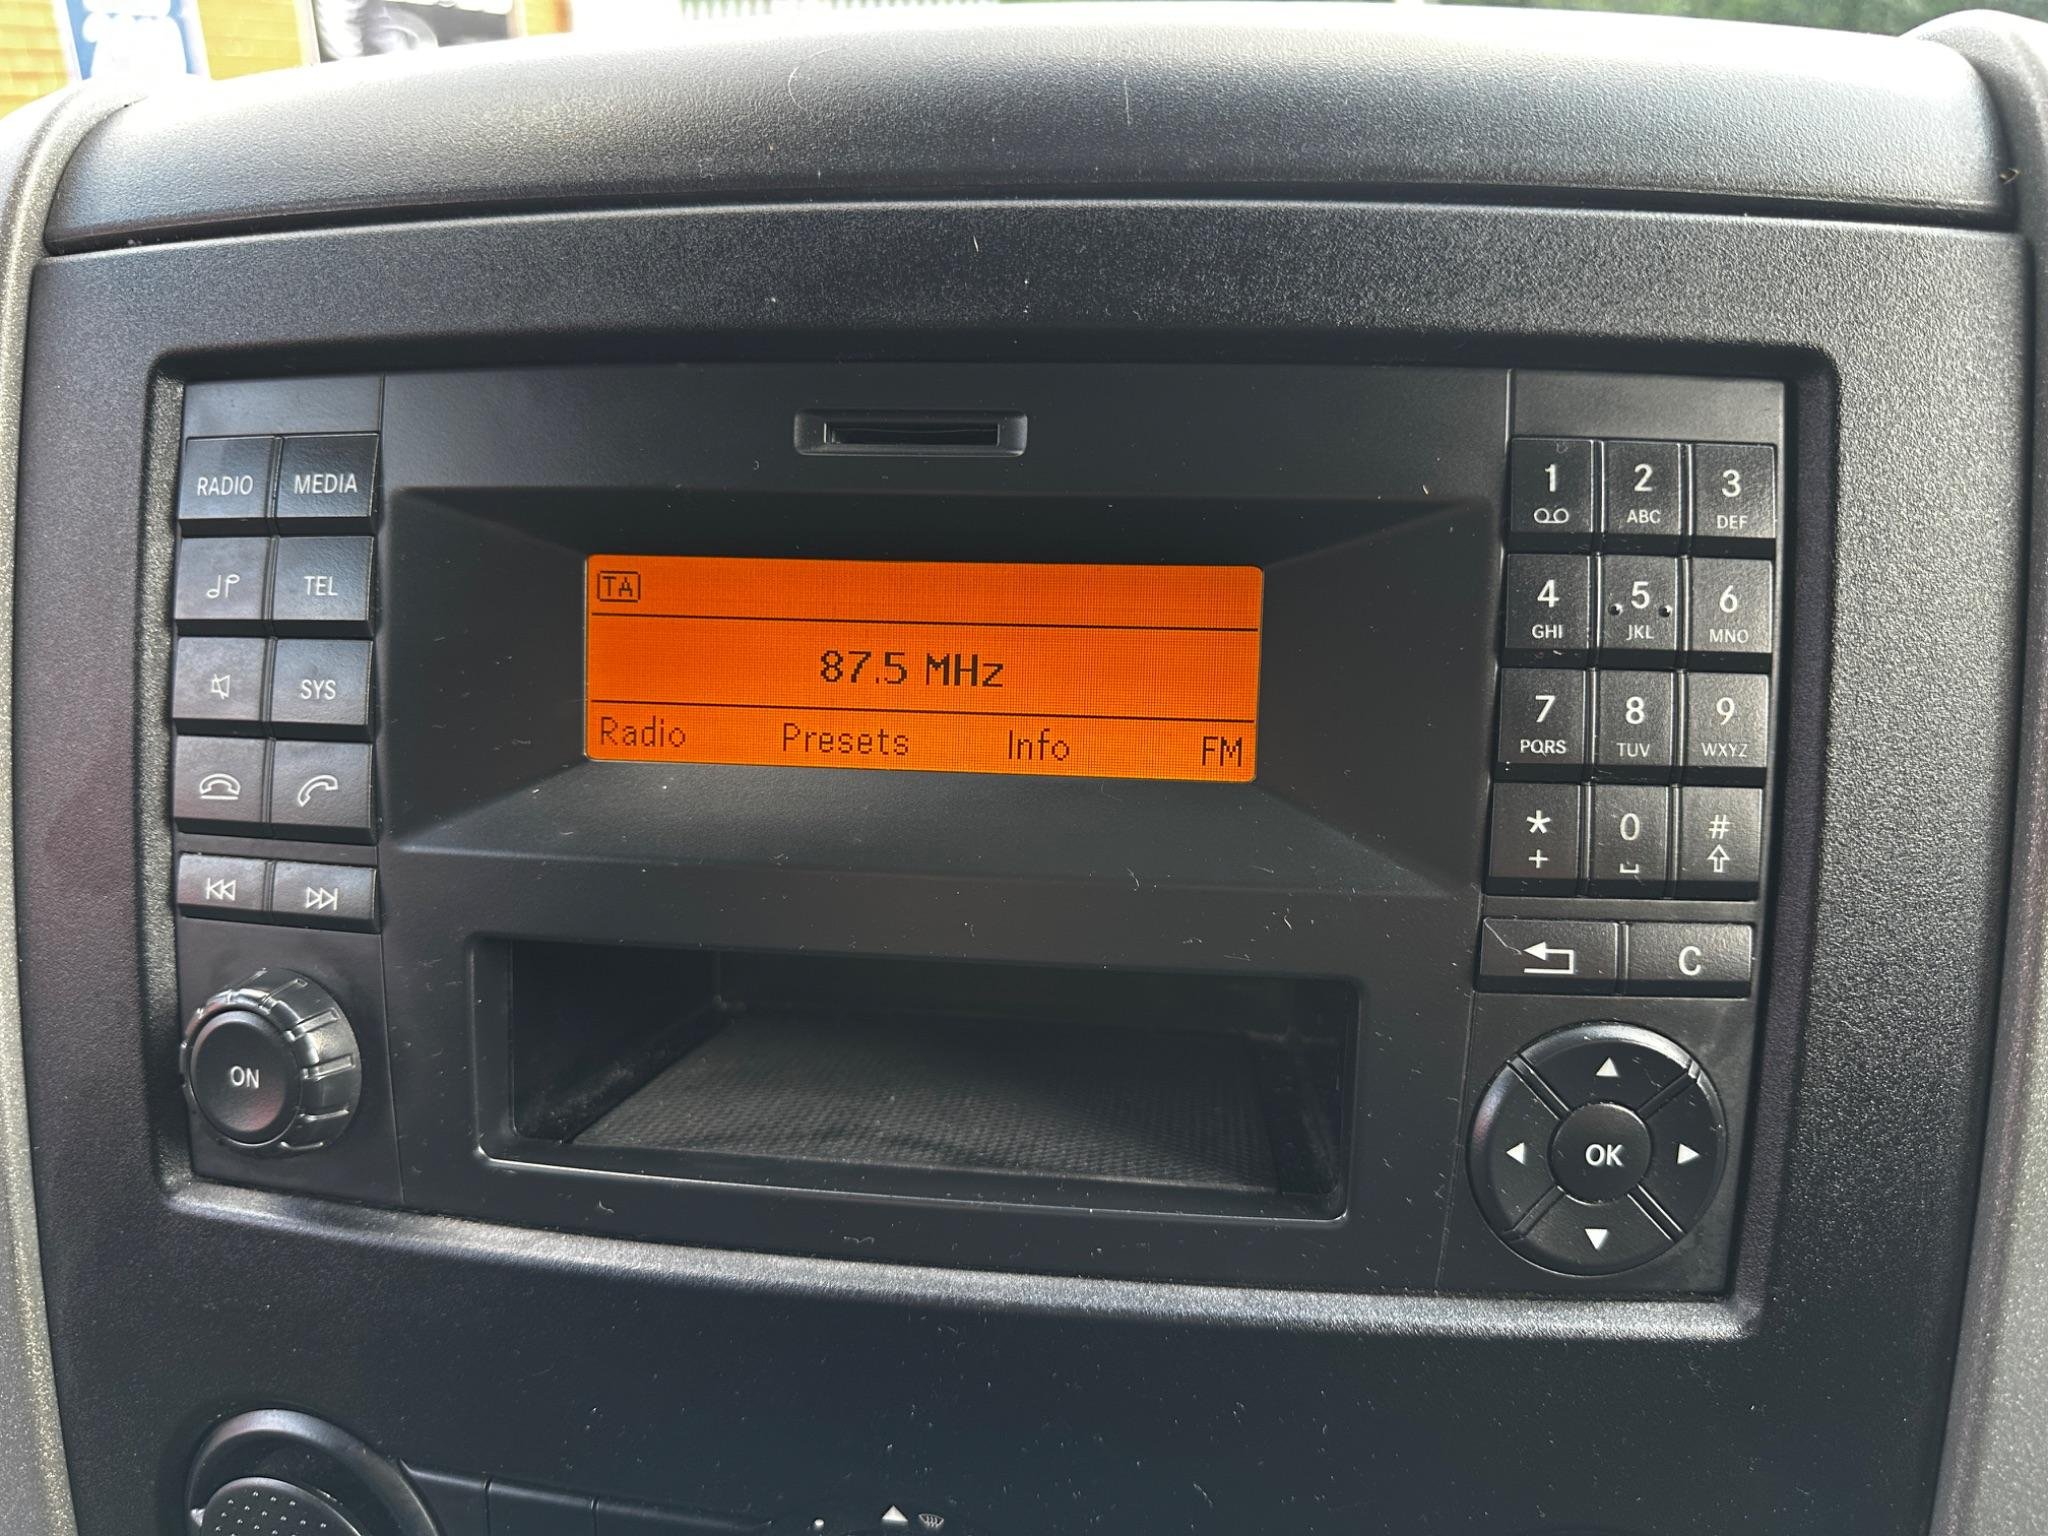 RADIO MEDIA
TEL
SYS
ON
TA
87.5 MHz
Radio Presets Info FM
1 2 3
ABC DEF
4 5 6
GHI JKL MNO
7 8 9
PQRS TUV WXYZ
* 0 #
+
C
OK